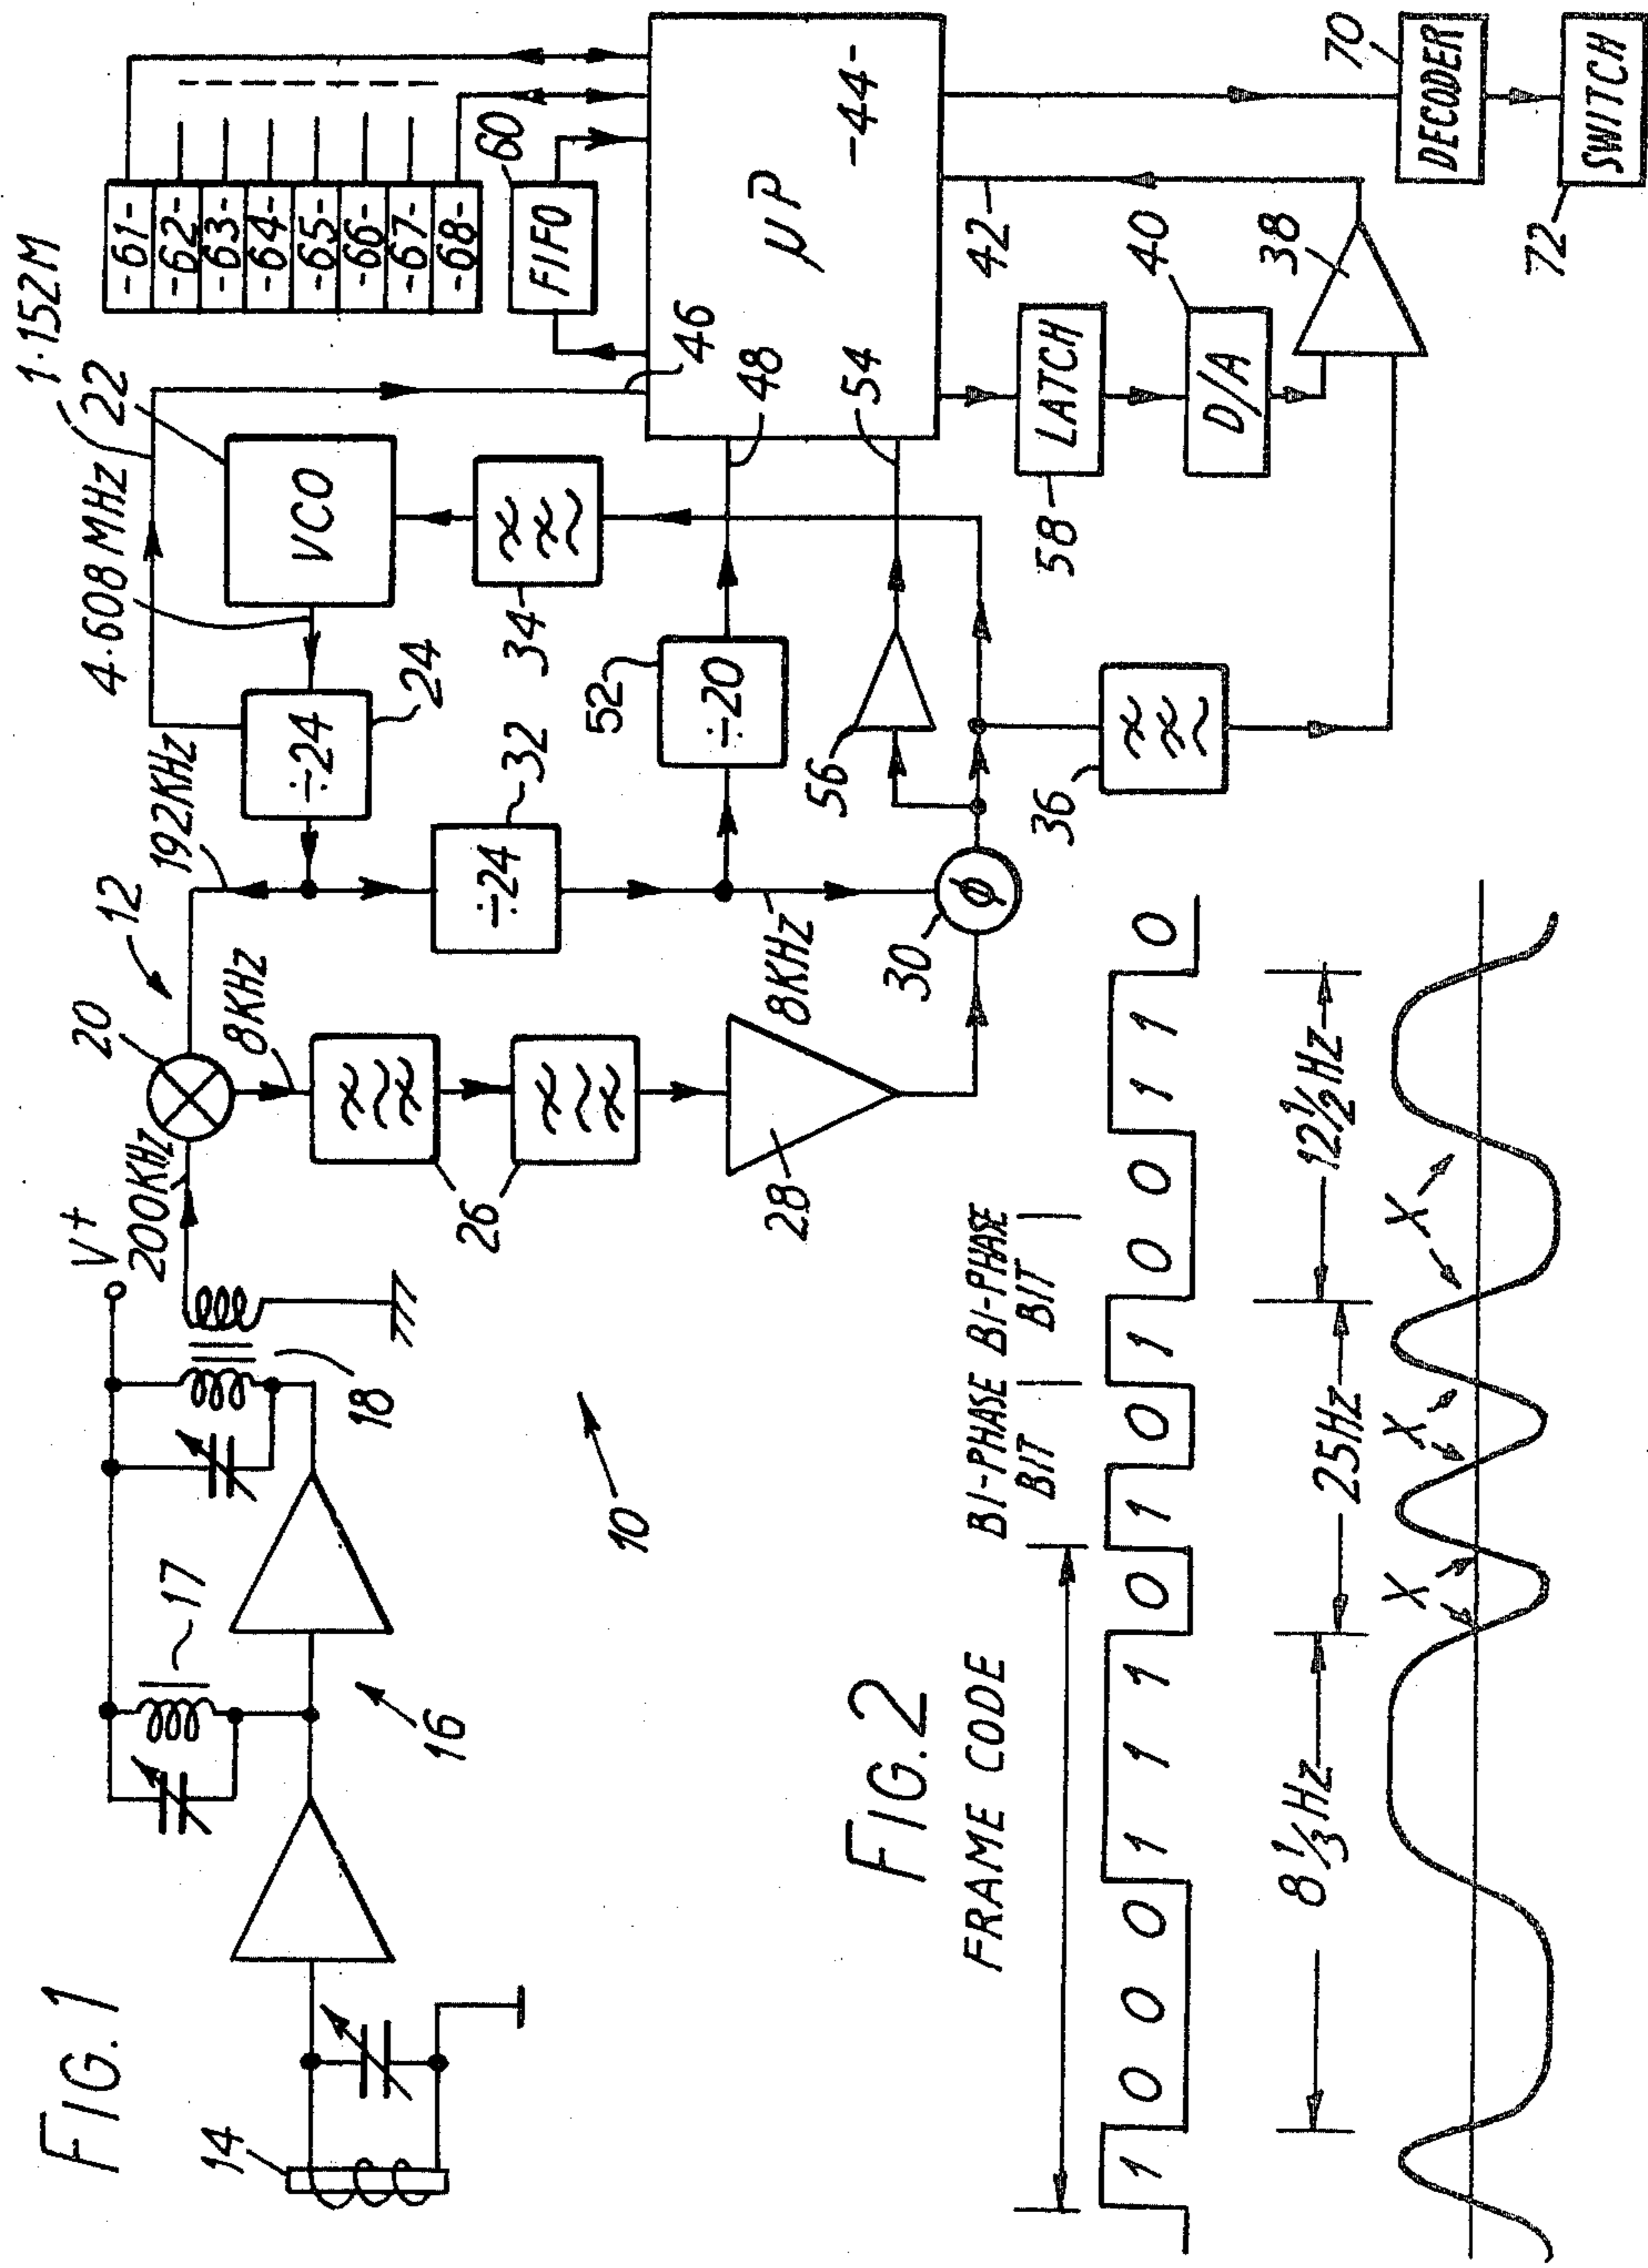 FIG. 1
14
16
17
18
V+
10
200KHz
20
12
8KHz
26
28
192KHz
÷24
24
4·608MHz
1·152M
22
VCO
÷24
32
34
8KHz
30
Φ
52
÷20
56
36
46
48
54
-61-
-62-
-63-
-64-
-65-
-66-
-67-
-68-
FIFO
60
μP
-44-
LATCH
58
D/A
40
42
38
DECODER
70
SWITCH
72
FIG. 2
FRAME CODE
BI-PHASE BIT
BI-PHASE BIT
1 0 0 0 1 1 1 0 1 0 1 0 0 1 1 0
8⅓Hz
25Hz
12½Hz
X
X
X